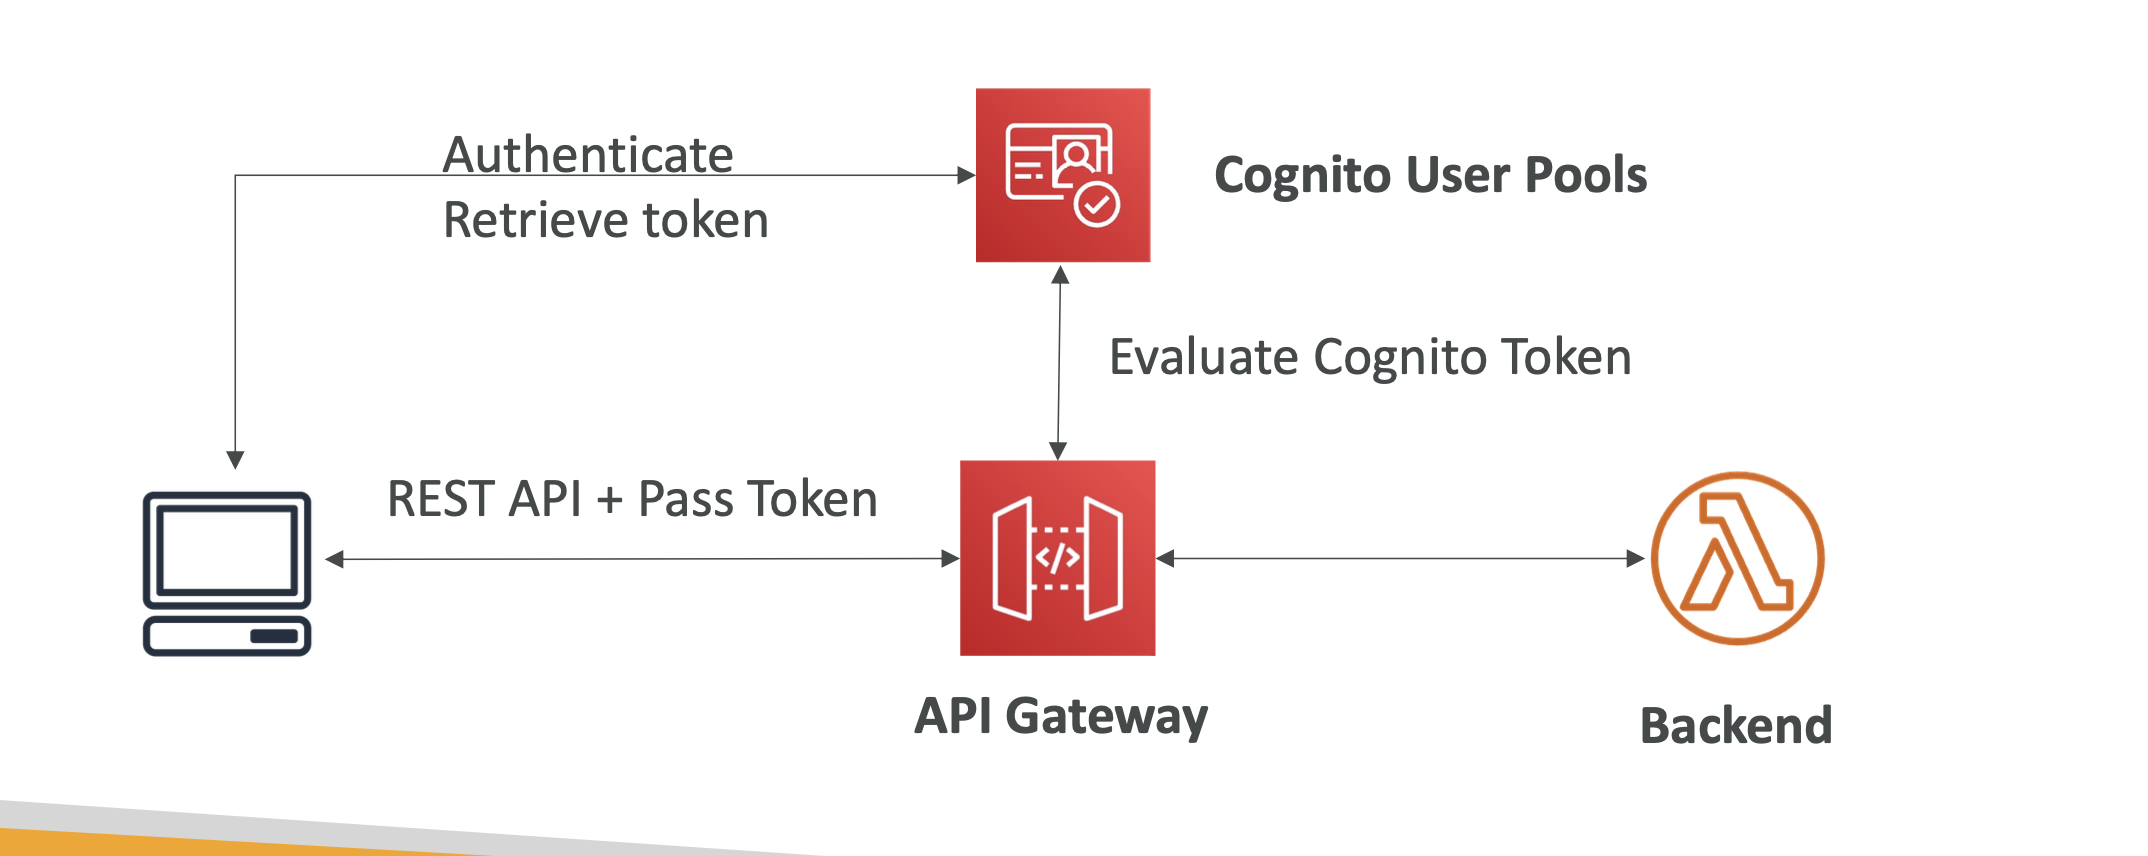 Authenticate
Retrieve token
Cognito User Pools
Evaluate Cognito Token
REST API + Pass Token
</>
API Gateway
Backend